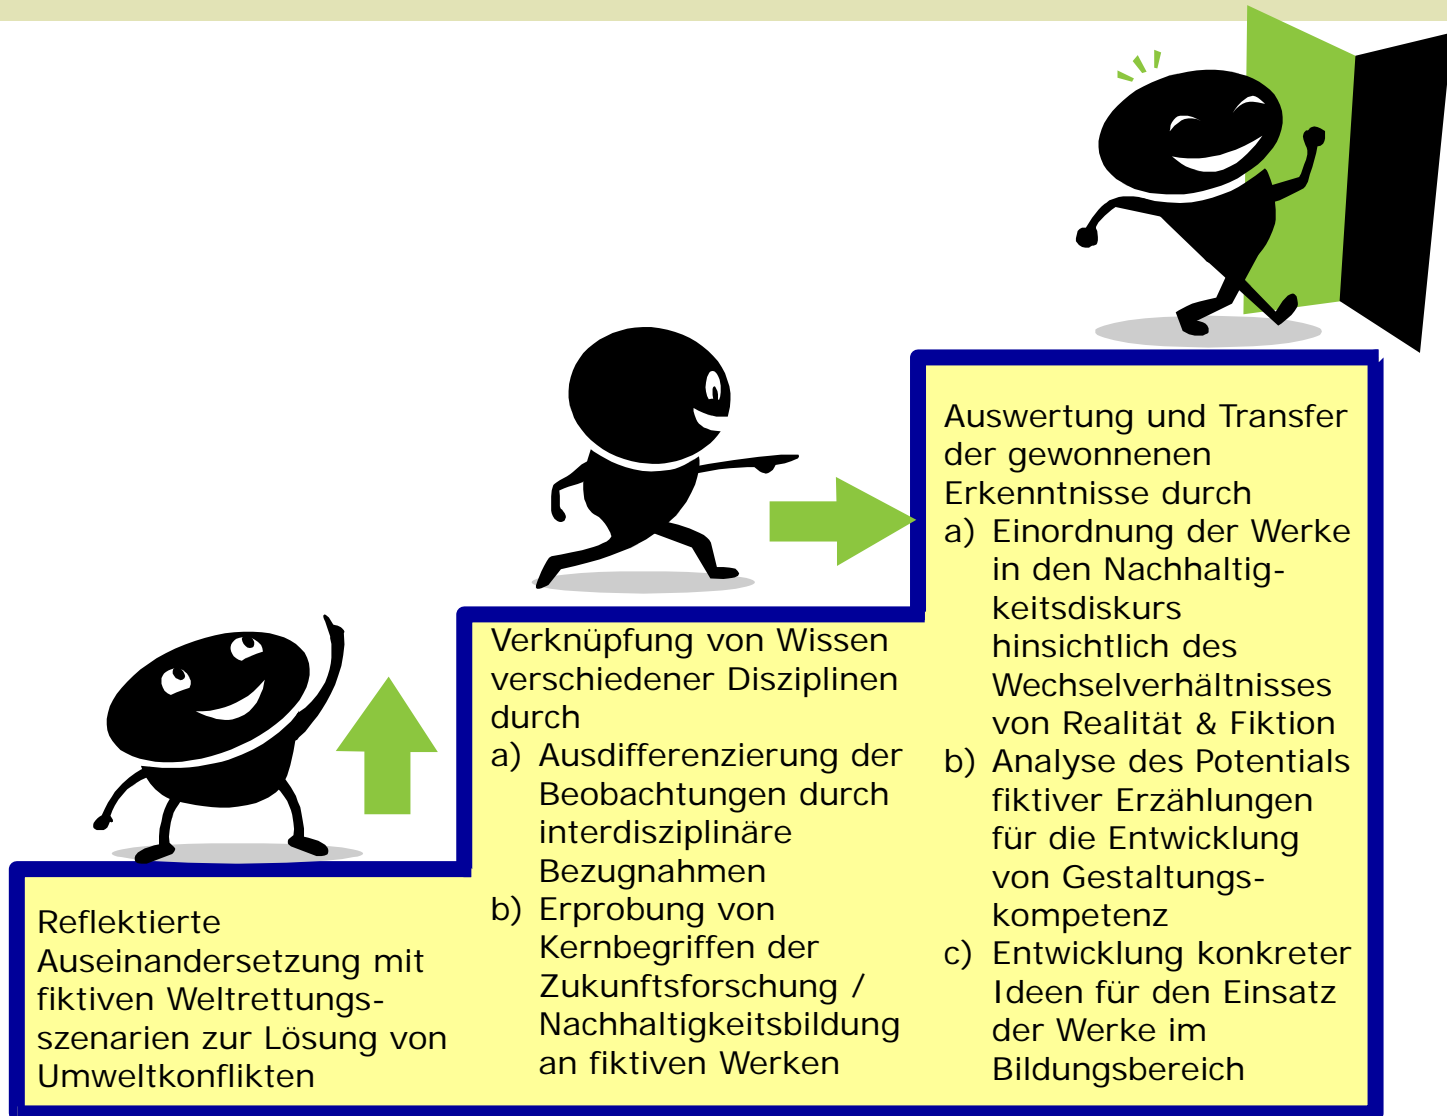 Reflektierte
Auseinandersetzung mit
fiktiven Weltrettungs-
szenarien zur Lösung von
Umweltkonflikten
Verknüpfung von Wissen
verschiedener Disziplinen
durch
a) Ausdifferenzierung der
Beobachtungen durch
interdisziplinäre
Bezugnahmen
b) Erprobung von
Kernbegriffen der
Zukunftsforschung /
Nachhaltigkeitsbildung
an fiktiven Werken
Auswertung und Transfer
der gewonnenen
Erkenntnisse durch
a) Einordnung der Werke
in den Nachhaltig-
keitsdiskurs
hinsichtlich des
Wechselverhältnisses
von Realität & Fiktion
b) Analyse des Potentials
fiktiver Erzählungen
für die Entwicklung
von Gestaltungs-
kompetenz
c) Entwicklung konkreter
Ideen für den Einsatz
der Werke im
Bildungsbereich